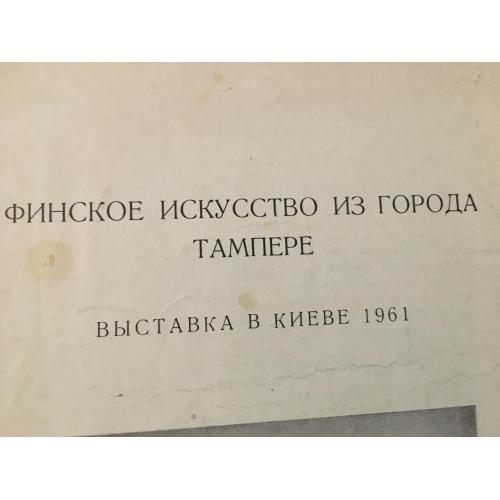 ФИНСКОЕ ИСКУССТВО ИЗ ГОРОДА
ТАМПЕРЕ
ВЫСТАВКА В КИЕВЕ 1961